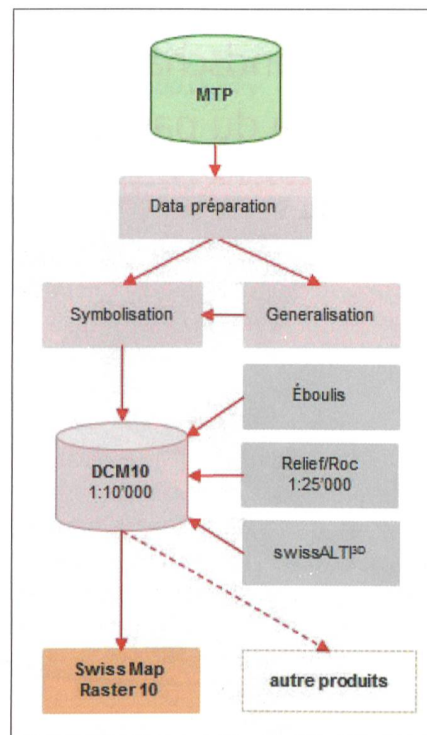 MTP
Data préparation
Symbolisation
Generalisation
Éboulis
DCM10
1:10'000
Relief/Roc
1:25'000
swissALTI3D
Swiss Map
Raster 10
autre produits